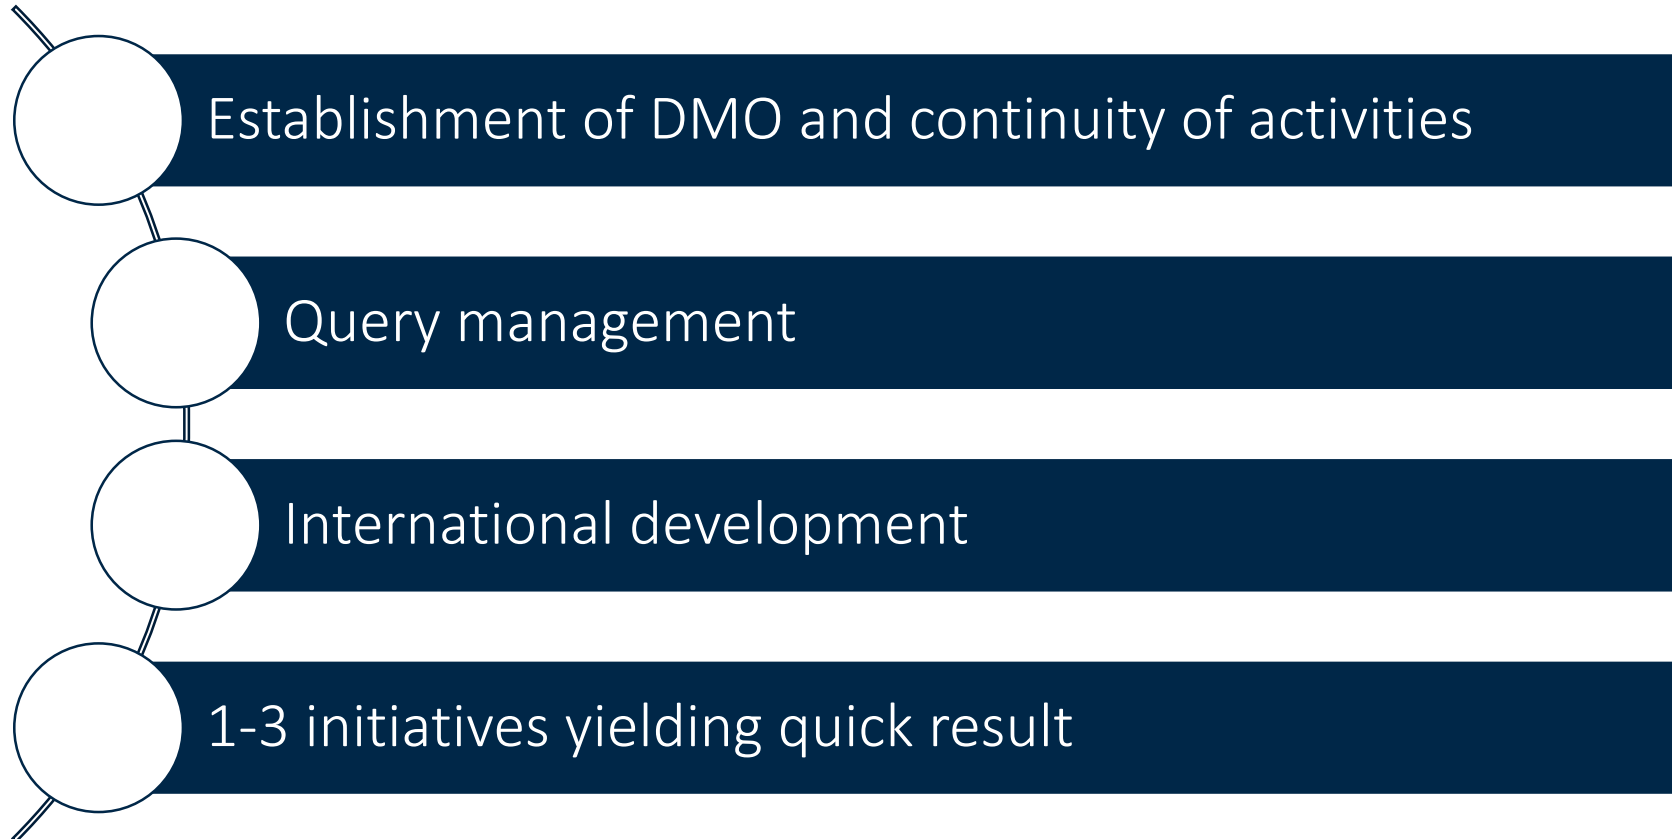 Establishment of DMO and continuity of activities
Query management
International development
1-3 initiatives yielding quick result